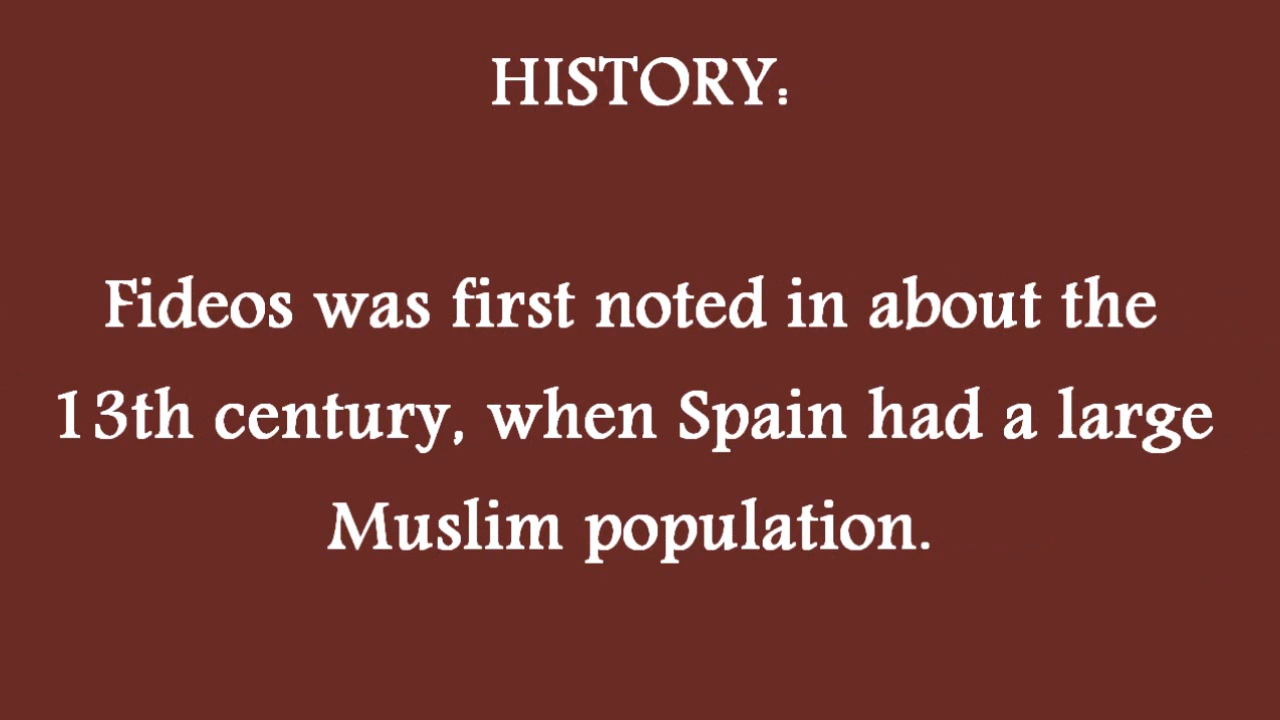 HISTORY:
Fideos was first noted in about the
13th century, when Spain had a large
Muslim population.